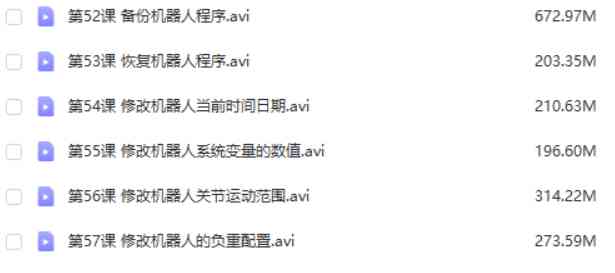 第52课 备份机器人程序.avi 672.97M
第53课 恢复机器人程序.avi 203.35M
第54课 修改机器人当前时间日期.avi 210.63M
第55课 修改机器人系统变量的数值.avi 196.60M
第56课 修改机器人关节运动范围.avi 314.22M
第57课 修改机器人的负重配置.avi 273.59M